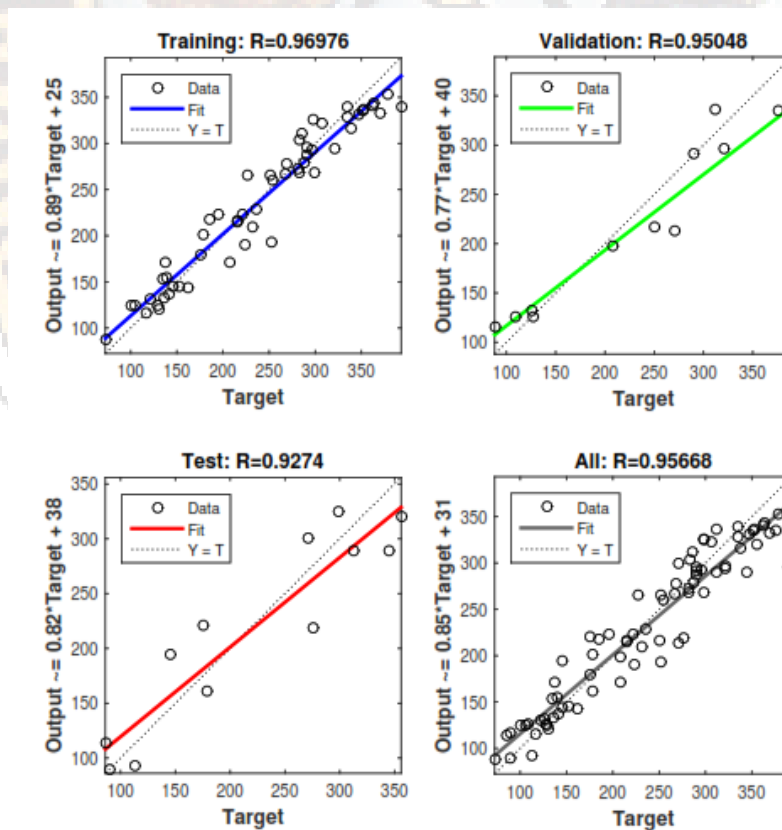 Training: R=0.96976
Output ~= 0.89*Target + 25
350
300
250
200
150
100
Data
Fit
Y = T
100 150 200 250 300 350
Target
Validation: R=0.95048
Output ~= 0.77*Target + 40
350
300
250
200
150
100
Data
Fit
Y = T
100 150 200 250 300 350
Target
Test: R=0.9274
Output ~= 0.82*Target + 38
350
300
250
200
150
100
Data
Fit
Y = T
100 150 200 250 300 350
Target
All: R=0.95668
Output ~= 0.85*Target + 31
350
300
250
200
150
100
Data
Fit
Y = T
100 150 200 250 300 350
Target